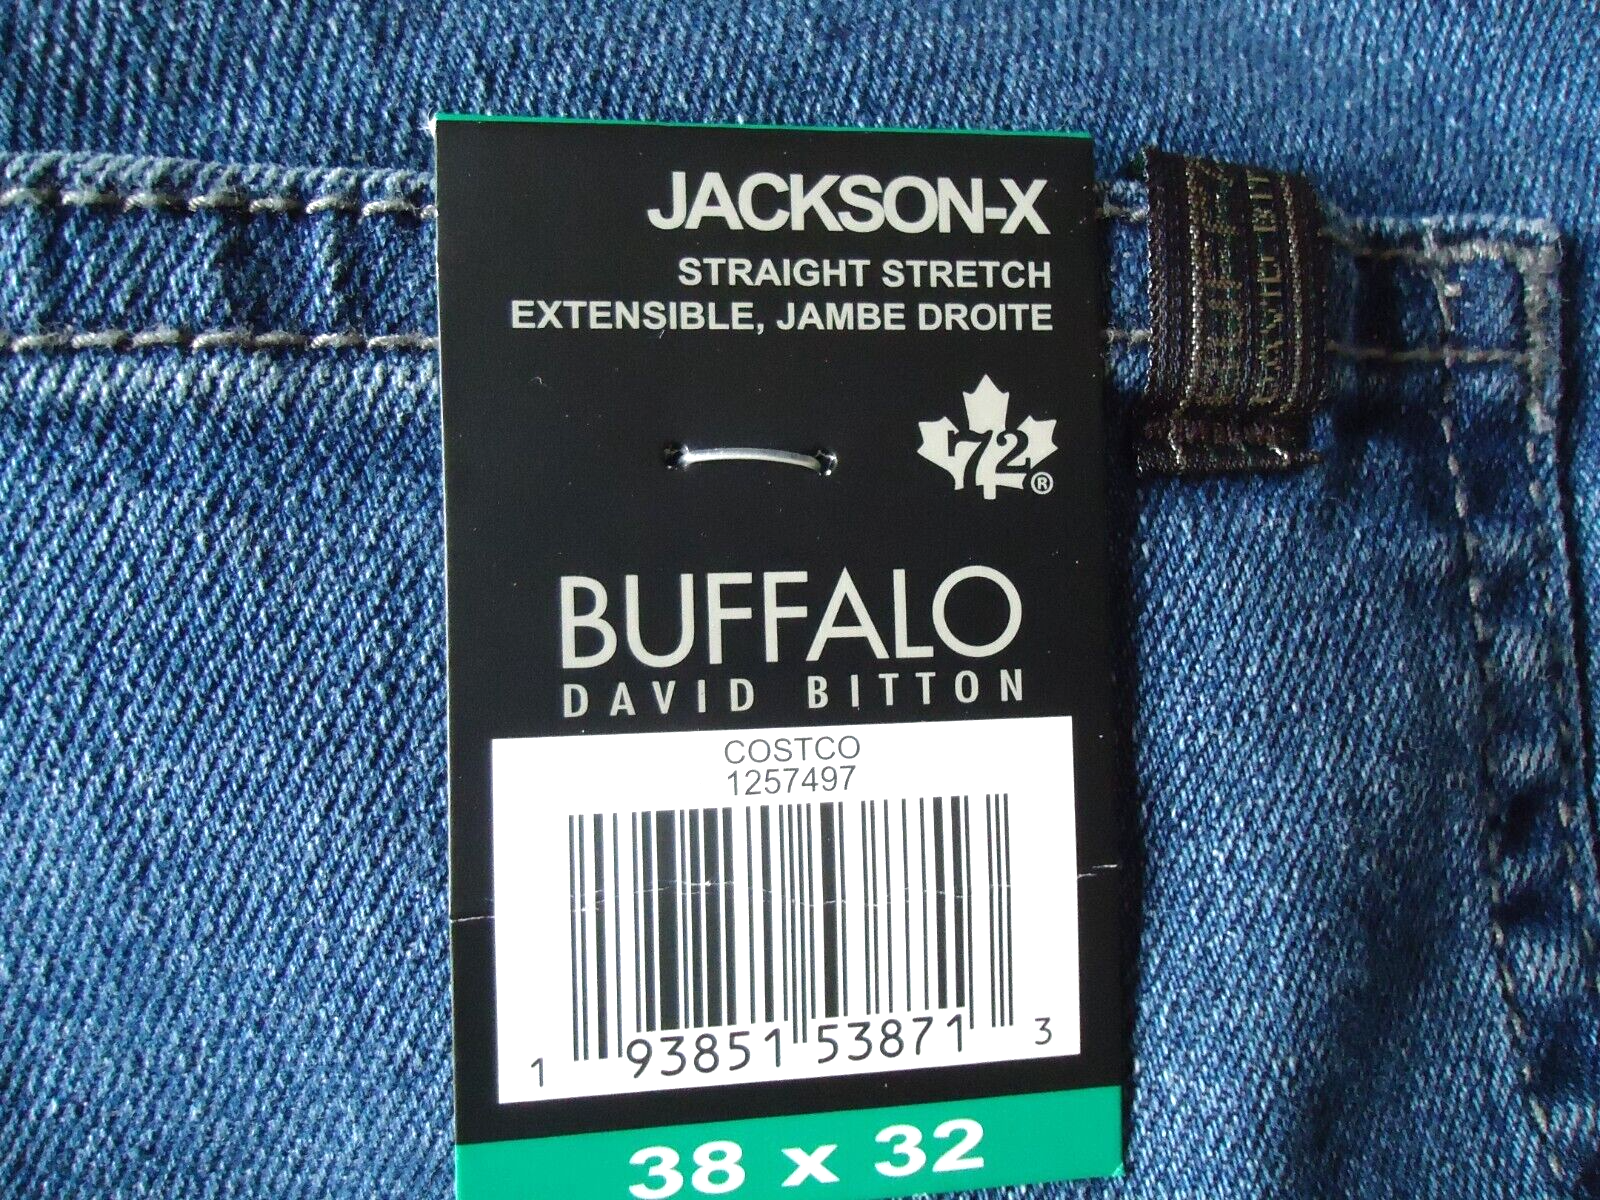 JACKSON-X
STRAIGHT STRETCH
EXTENSIBLE, JAMBE DROITE
72
®
BUFFALO
DAVID BITTON
COSTCO
1257497
1 93851 53871 3
38 x 32